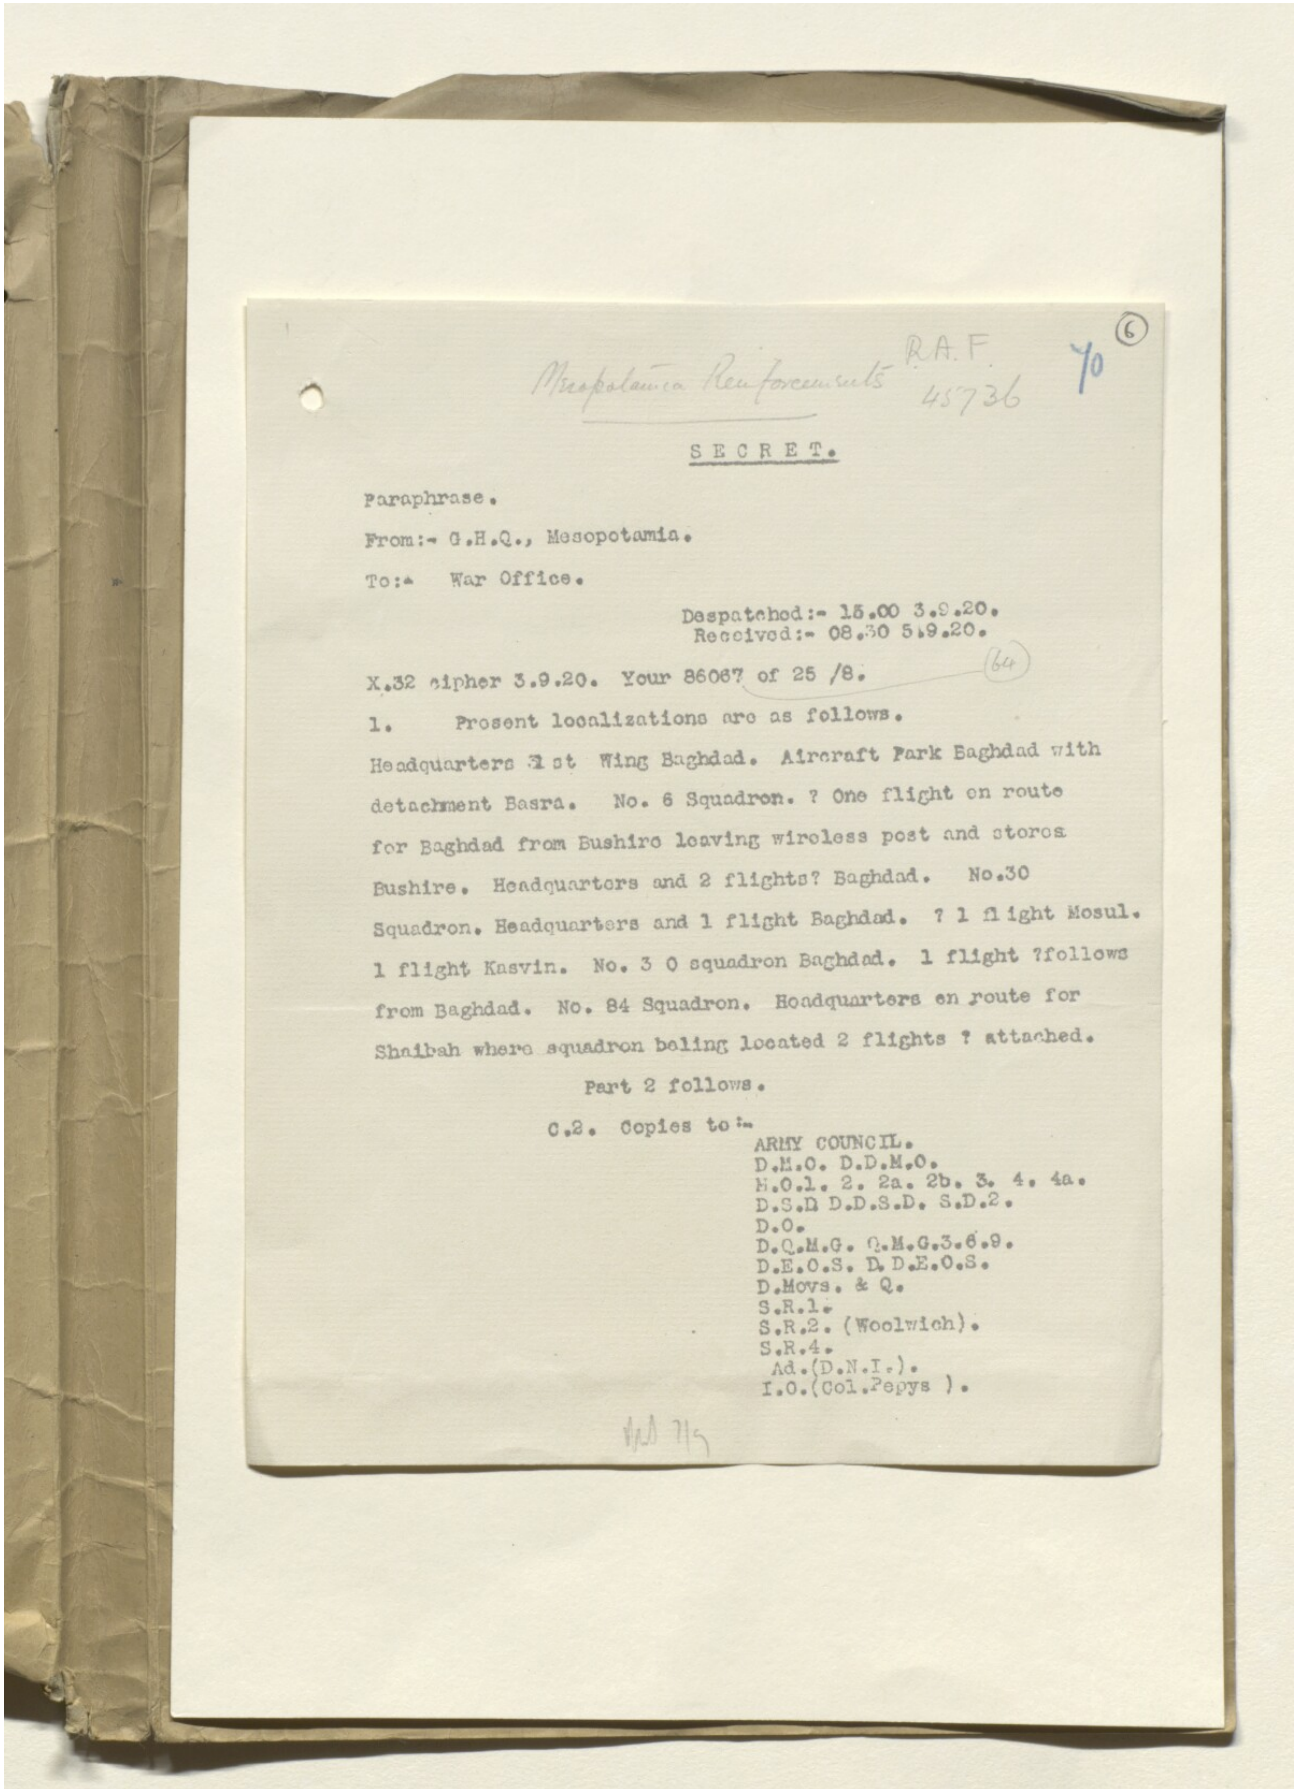 6
R.A.F.
70
Mesopotamia Reinforcements
45736
SECRET.
Paraphrase.
From:- G.H.Q., Mesopotamia.
To:- War Office.
Despatched:- 15.00 3.9.20.
Received:- 08.30 5.9.20.
64
X.32 cipher 3.9.20. Your 86067 of 25 /8.
1. Present localizations are as follows.
Headquarters 31st Wing Baghdad. Aircraft Park Baghdad with
detachment Basra. No. 6 Squadron. ? One flight en route
for Baghdad from Bushire leaving wireless post and stores
Bushire. Headquarters and 2 flights? Baghdad. No.30
Squadron. Headquarters and 1 flight Baghdad. ? 1 flight Mosul.
1 flight Kasvin. No. 3 0 squadron Baghdad. 1 flight ?follows
from Baghdad. No. 84 Squadron. Headquarters en route for
Shaibah where squadron beling located 2 flights ? attached.
Part 2 follows.
C.2. Copies to:-
ARMY COUNCIL.
D.M.O. D.D.M.O.
M.O.1. 2. 2a. 2b. 3. 4. 4a.
D.S.D D.D.S.D. S.D.2.
D.O.
D.Q.M.G. Q.M.G.3.6.9.
D.E.O.S. D.D.E.O.S.
D.Movs. & Q.
S.R.1.
S.R.2. (Woolwich).
S.R.4.
Ad.(D.N.I.).
I.O.(Col.Pepys ).
7/9